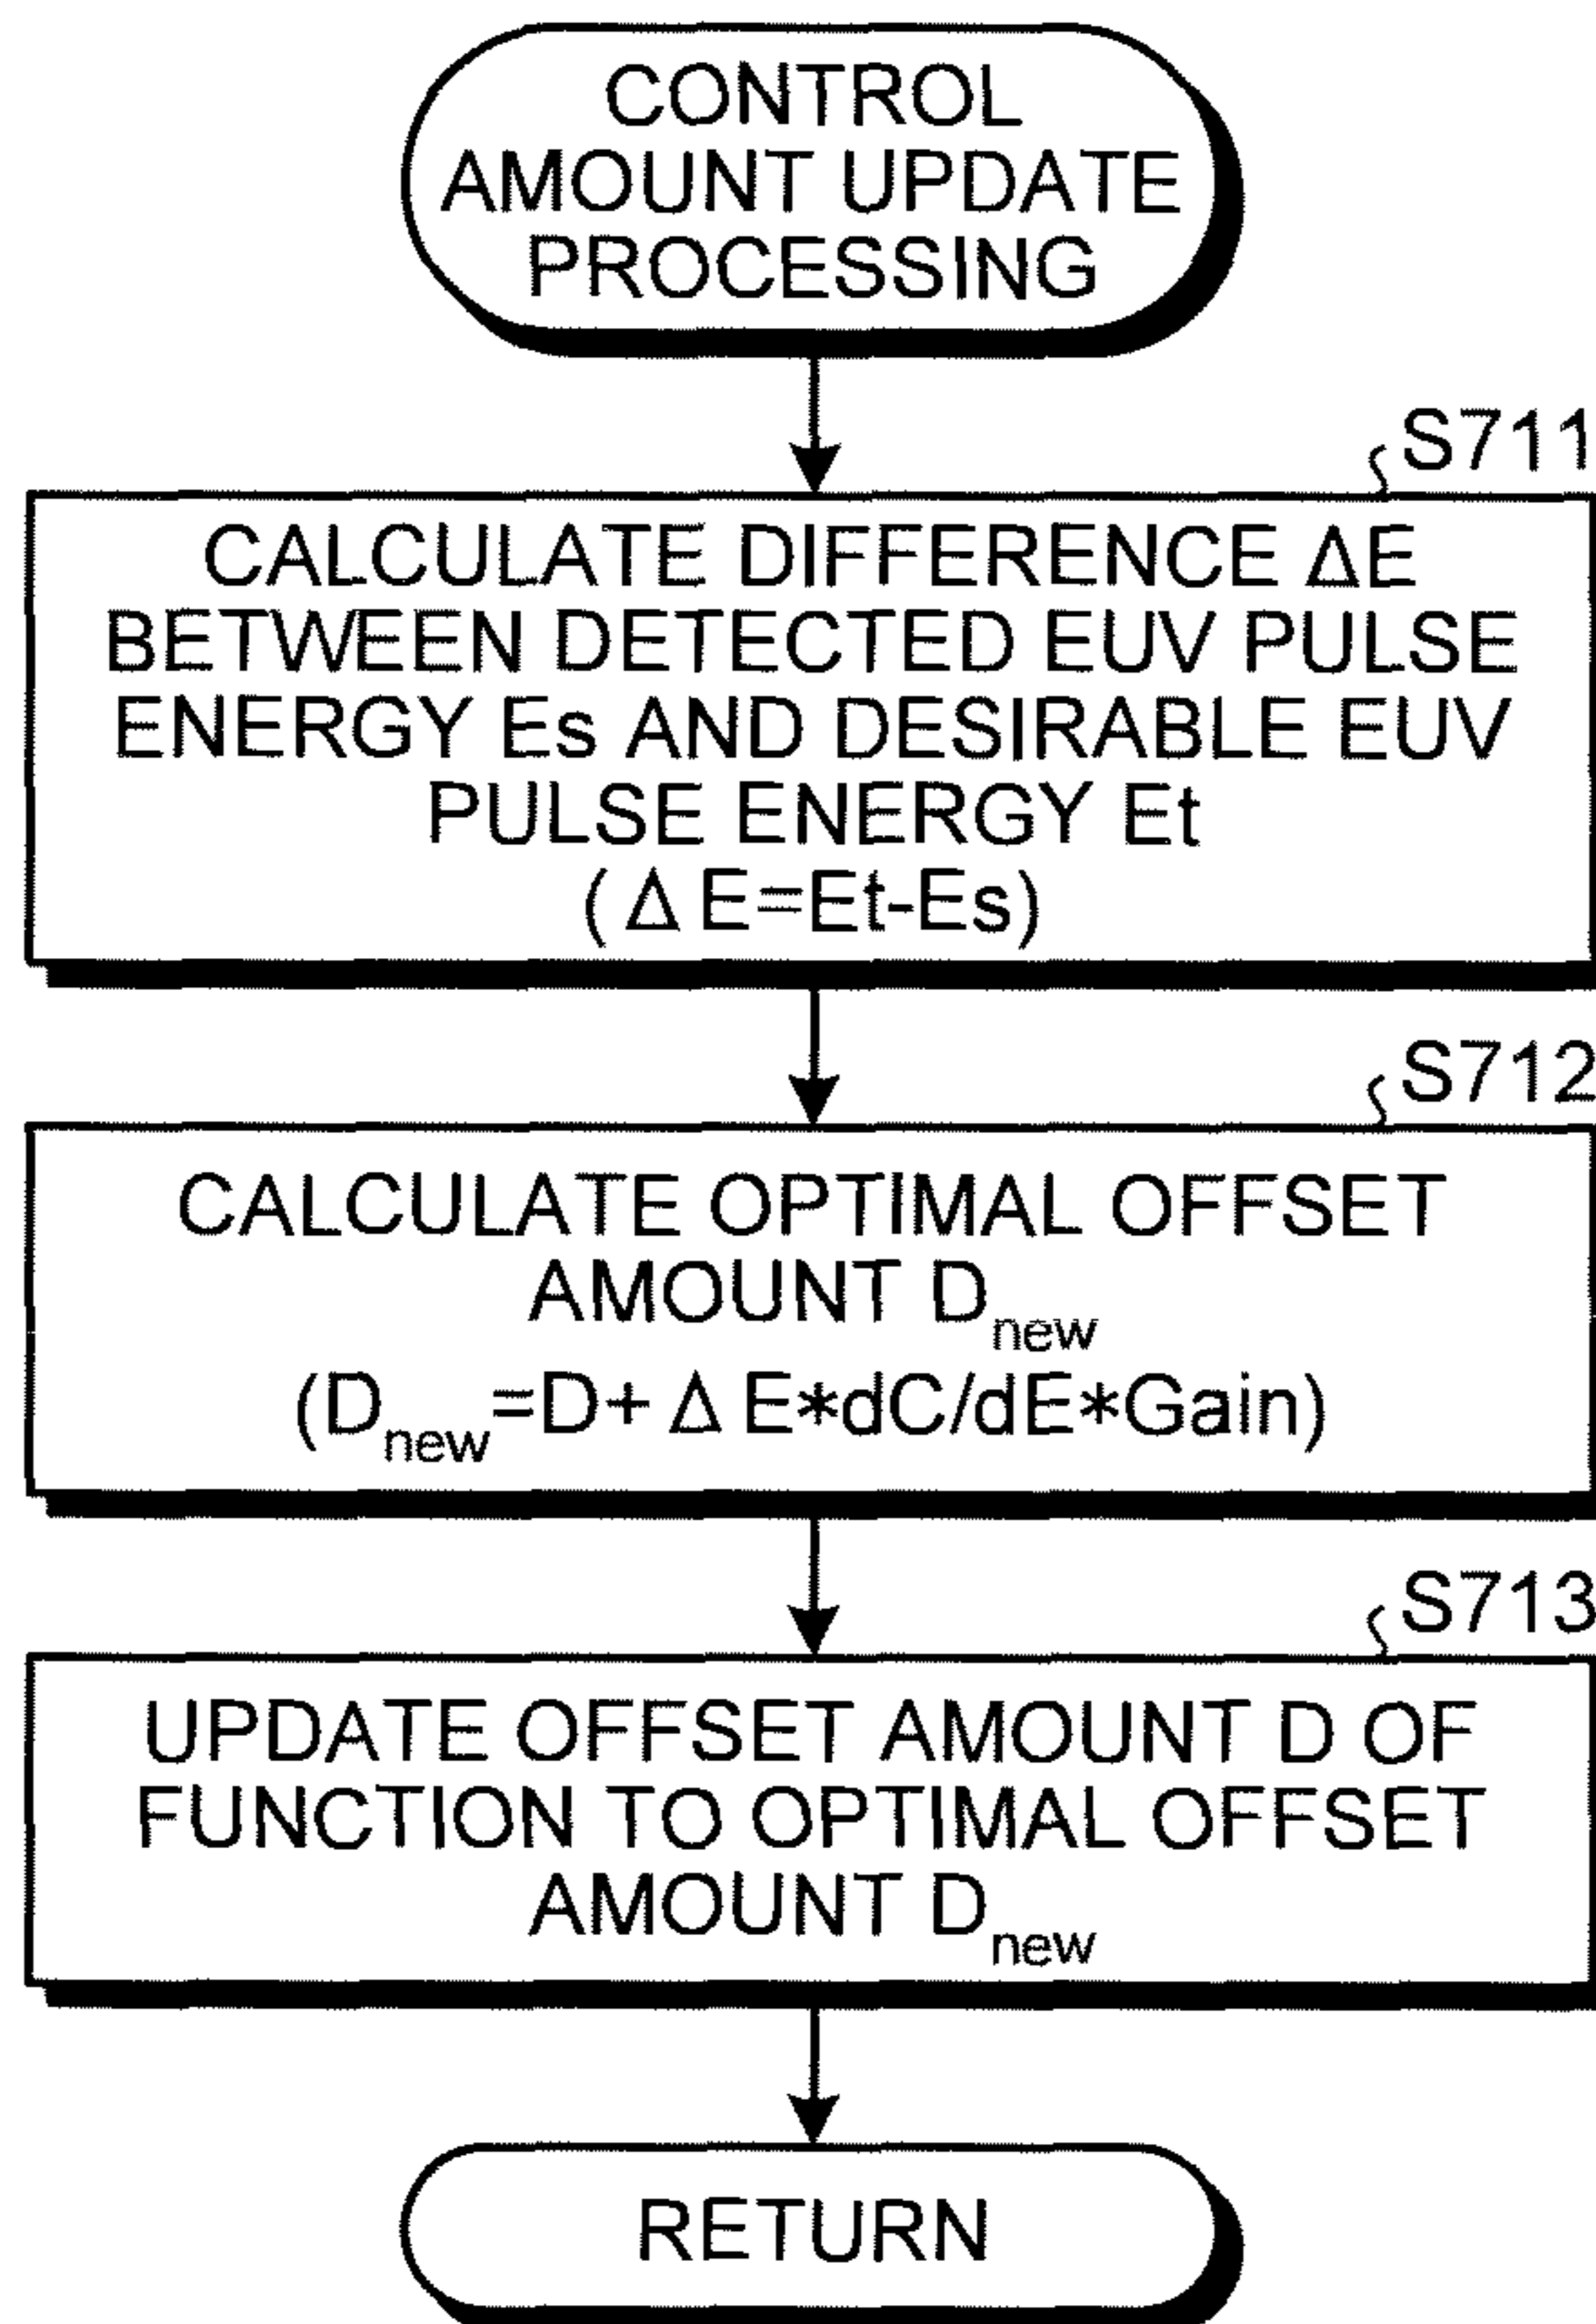 CONTROL
AMOUNT UPDATE
PROCESSING
S711
CALCULATE DIFFERENCE ΔE
BETWEEN DETECTED EUV PULSE
ENERGY Es AND DESIRABLE EUV
PULSE ENERGY Et
(ΔE=Et-Es)
S712
CALCULATE OPTIMAL OFFSET
AMOUNT Dnew
(Dnew=D+ΔE*dC/dE*Gain)
S713
UPDATE OFFSET AMOUNT D OF
FUNCTION TO OPTIMAL OFFSET
AMOUNT Dnew
RETURN